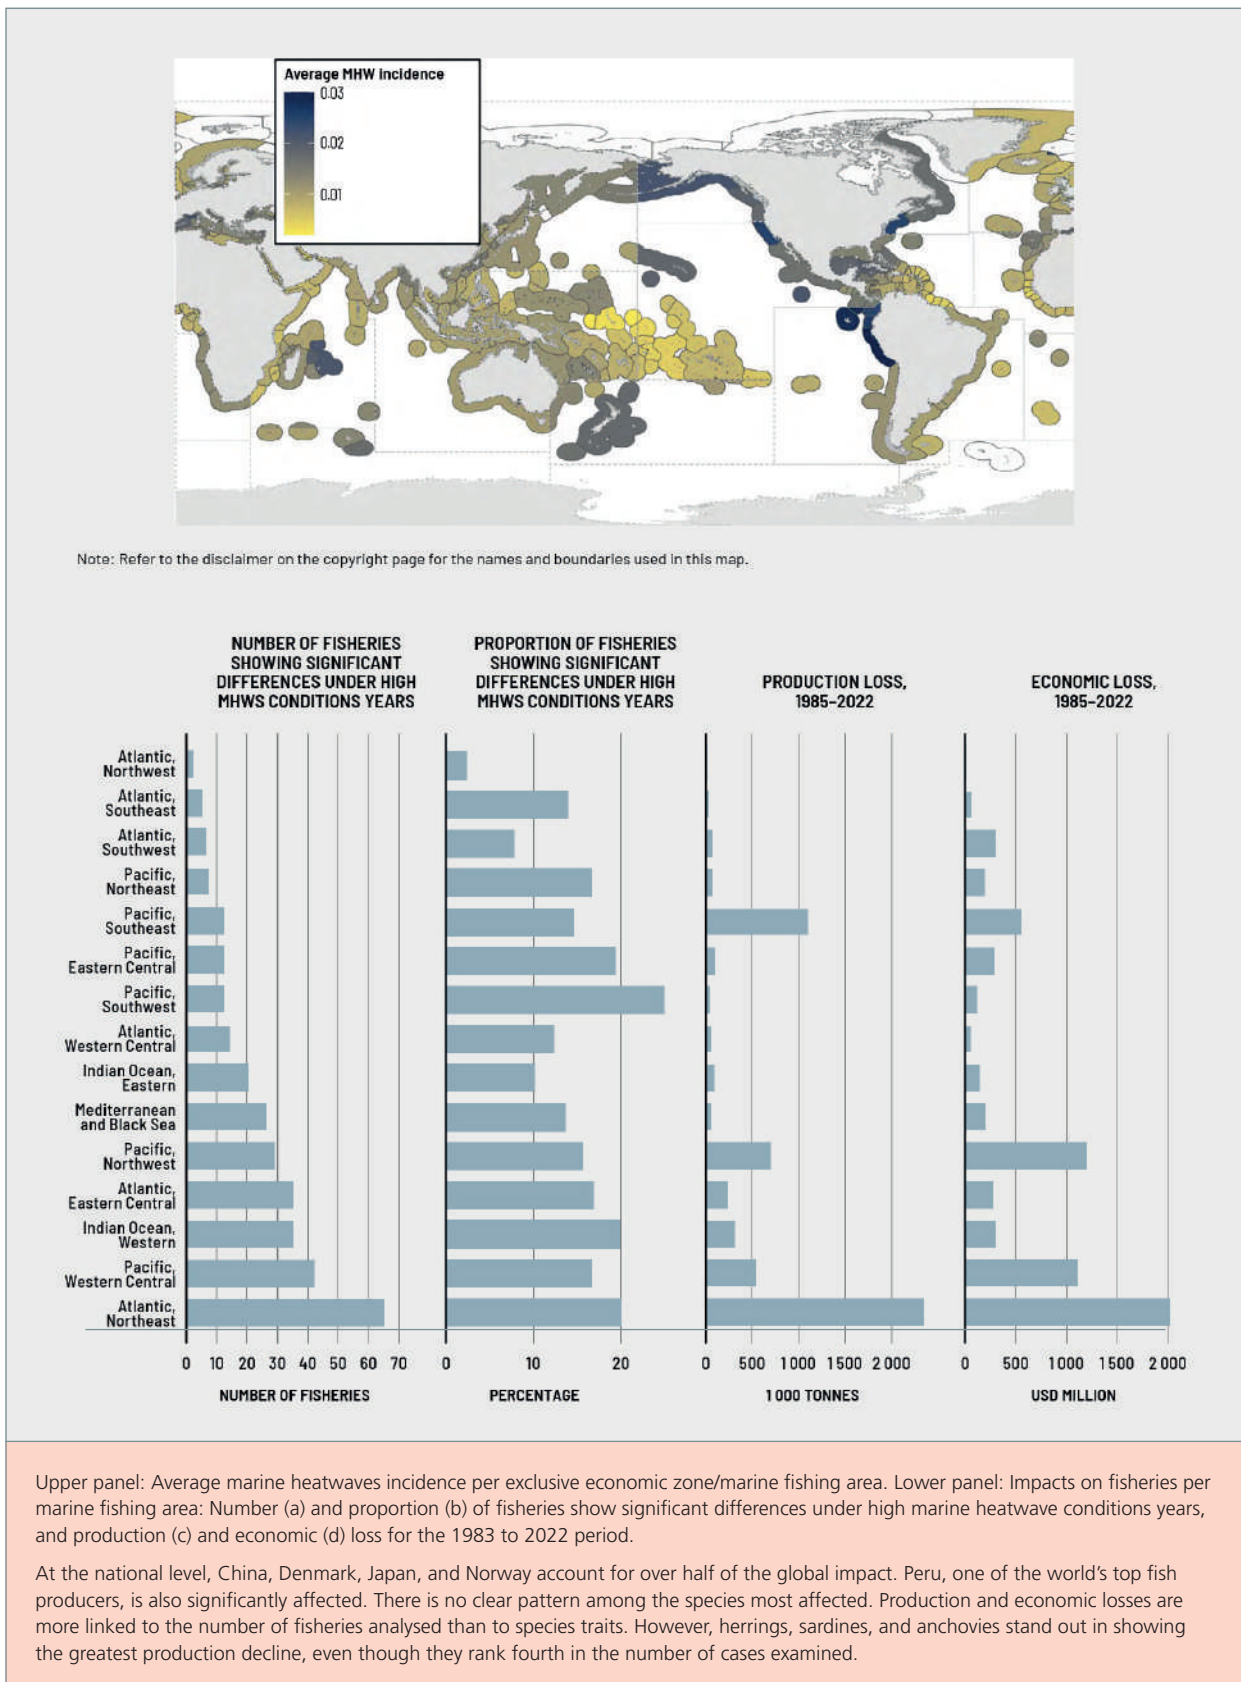 Average MHW incidence
0.03
0.02
0.01
Note: Refer to the disclaimer on the copyright page for the names and boundaries used in this map.
NUMBER OF FISHERIES
SHOWING SIGNIFICANT
DIFFERENCES UNDER HIGH
MHWS CONDITIONS YEARS
PROPORTION OF FISHERIES
SHOWING SIGNIFICANT
DIFFERENCES UNDER HIGH
MHWS CONDITIONS YEARS
PRODUCTION LOSS,
1985–2022
ECONOMIC LOSS,
1985–2022
Atlantic,
Northwest
Atlantic,
Southeast
Atlantic,
Southwest
Pacific,
Northeast
Pacific,
Southeast
Pacific,
Eastern Central
Pacific,
Southwest
Atlantic,
Western Central
Indian Ocean,
Eastern
Mediterranean
and Black Sea
Pacific,
Northwest
Atlantic,
Eastern Central
Indian Ocean,
Western
Pacific,
Western Central
Atlantic,
Northeast
0 10 20 30 40 50 60 70
NUMBER OF FISHERIES
0 10 20
PERCENTAGE
0 500 1 000 1 500 2 000
1 000 TONNES
0 500 1 000 1 500 2 000
USD MILLION
Upper panel: Average marine heatwaves incidence per exclusive economic zone/marine fishing area. Lower panel: Impacts on fisheries per
marine fishing area: Number (a) and proportion (b) of fisheries show significant differences under high marine heatwave conditions years,
and production (c) and economic (d) loss for the 1983 to 2022 period.
At the national level, China, Denmark, Japan, and Norway account for over half of the global impact. Peru, one of the world's top fish
producers, is also significantly affected. There is no clear pattern among the species most affected. Production and economic losses are
more linked to the number of fisheries analysed than to species traits. However, herrings, sardines, and anchovies stand out in showing
the greatest production decline, even though they rank fourth in the number of cases examined.